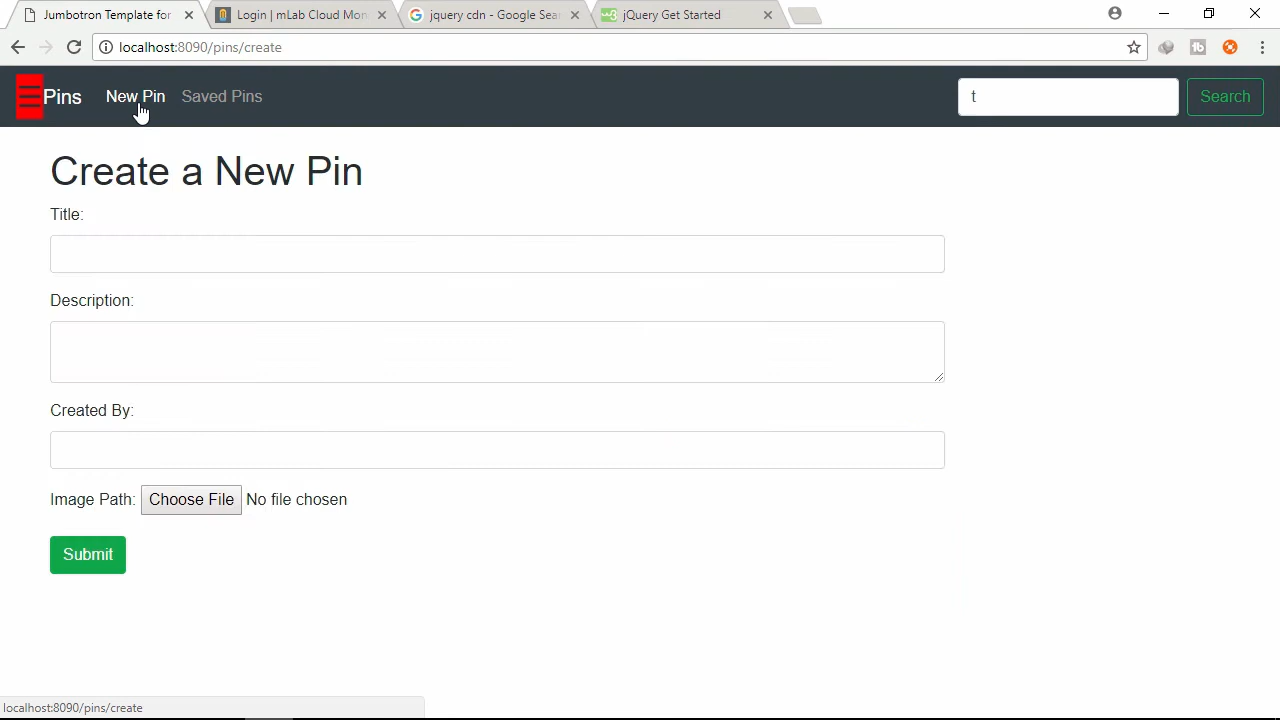 Jumbotron Template for
Login | mLab Cloud Mon
jquery cdn - Google Sea
jQuery Get Started
localhost:8090/pins/create
Pins New Pin Saved Pins t Search
Create a New Pin
Title:
Description:
Created By:
Image Path: Choose File No file chosen
Submit
localhost:8090/pins/create